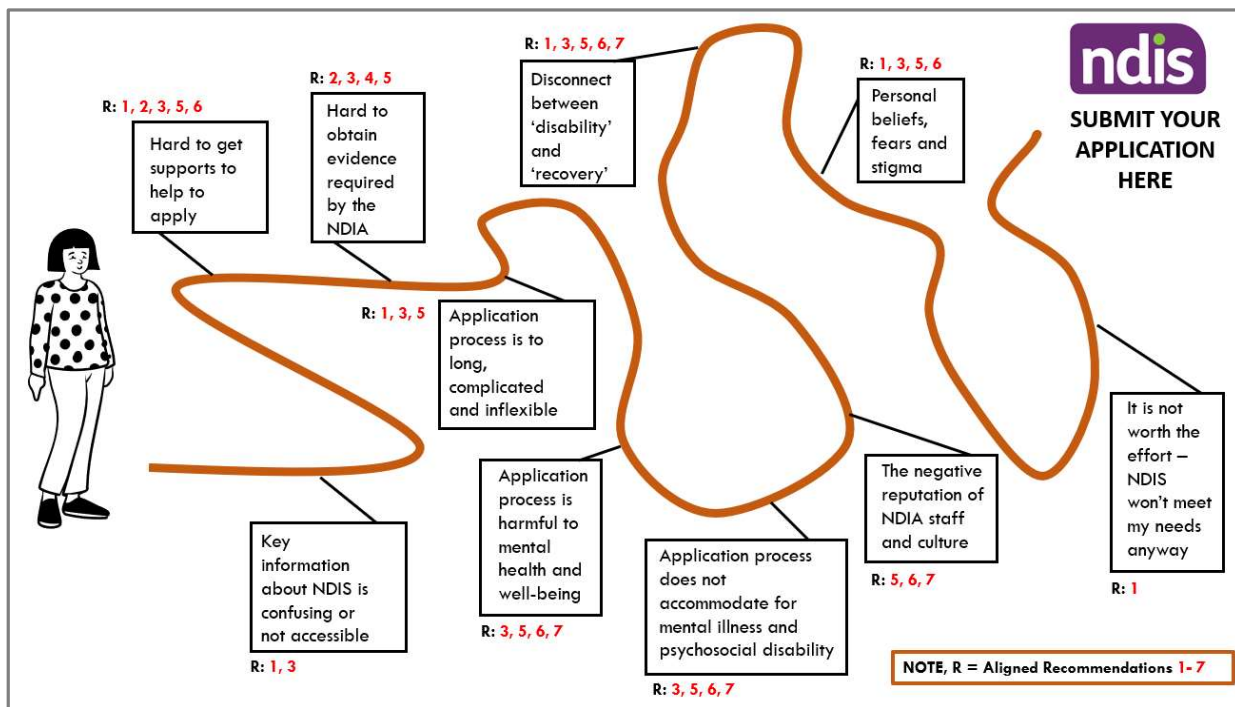 R: 1, 2, 3, 5, 6
Hard to get
supports to
help to
apply
R: 2, 3, 4, 5
Hard to
obtain
evidence
required
by the
NDIA
R: 1, 3, 5, 6, 7
Disconnect
between
‘disability’
and
‘recovery’
R: 1, 3, 5, 6
Personal
beliefs,
fears and
stigma
ndis
SUBMIT YOUR
APPLICATION
HERE
R: 1, 3, 5
Application
process is to
long,
complicated
and inflexible
Key
information
about NDIS is
confusing or
not accessible
R: 1, 3
Application
process is
harmful to
mental
health and
well-being
R: 3, 5, 6, 7
Application process
does not
accommodate for
mental illness and
psychosocial disability
R: 3, 5, 6, 7
The negative
reputation of
NDIA staff
and culture
R: 5, 6, 7
It is not
worth the
effort –
NDIS
won’t meet
my needs
anyway
R: 1
NOTE, R = Aligned Recommendations 1- 7